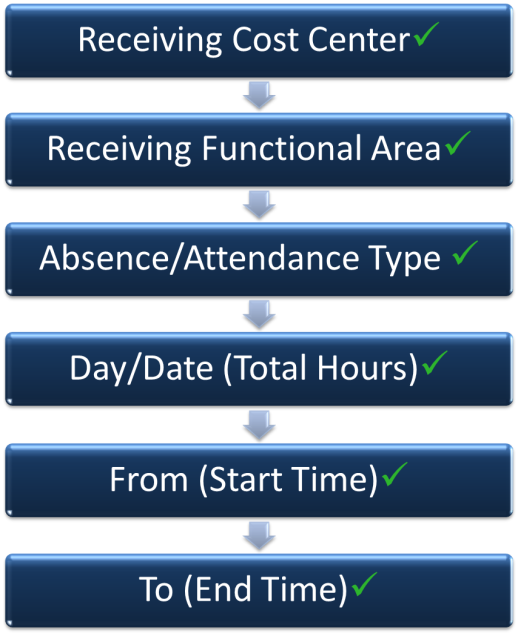 Receiving Cost Center✓
Receiving Functional Area✓
Absence/Attendance Type ✓
Day/Date (Total Hours)✓
From (Start Time)✓
To (End Time)✓